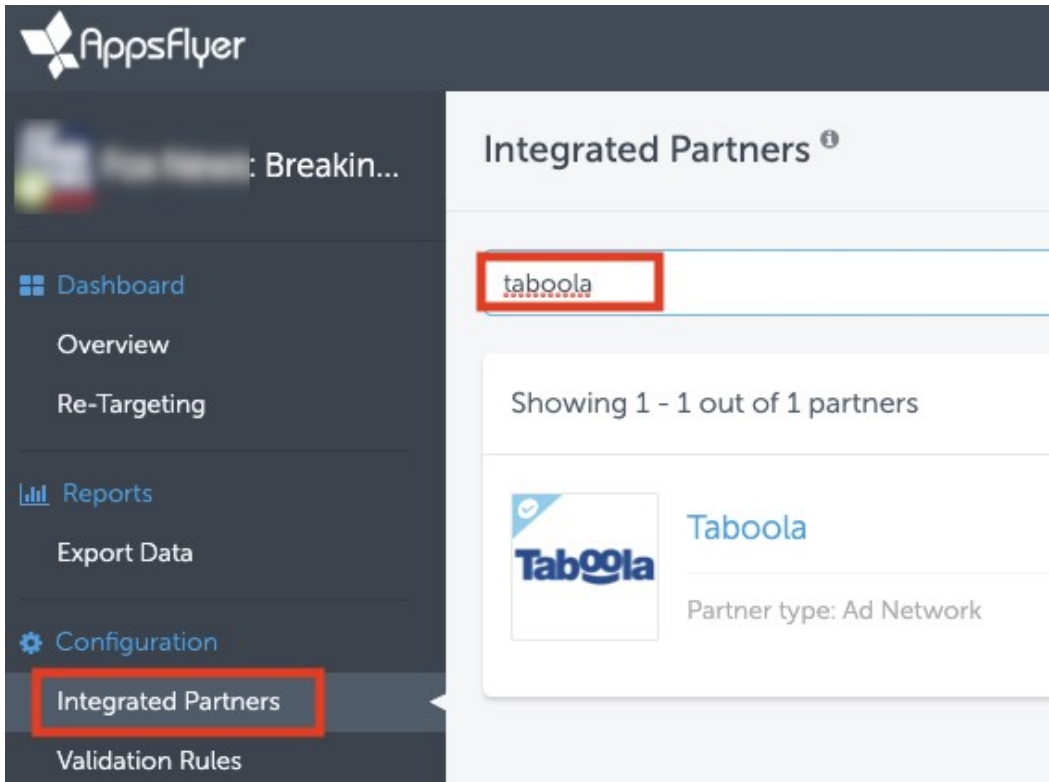 AppsFlyer
: Breakin...
Integrated Partners
taboola
Dashboard
Overview
Re-Targeting
Showing 1 - 1 out of 1 partners
Reports
Export Data
Taboola
Taboola
Partner type: Ad Network
Configuration
Integrated Partners
Validation Rules